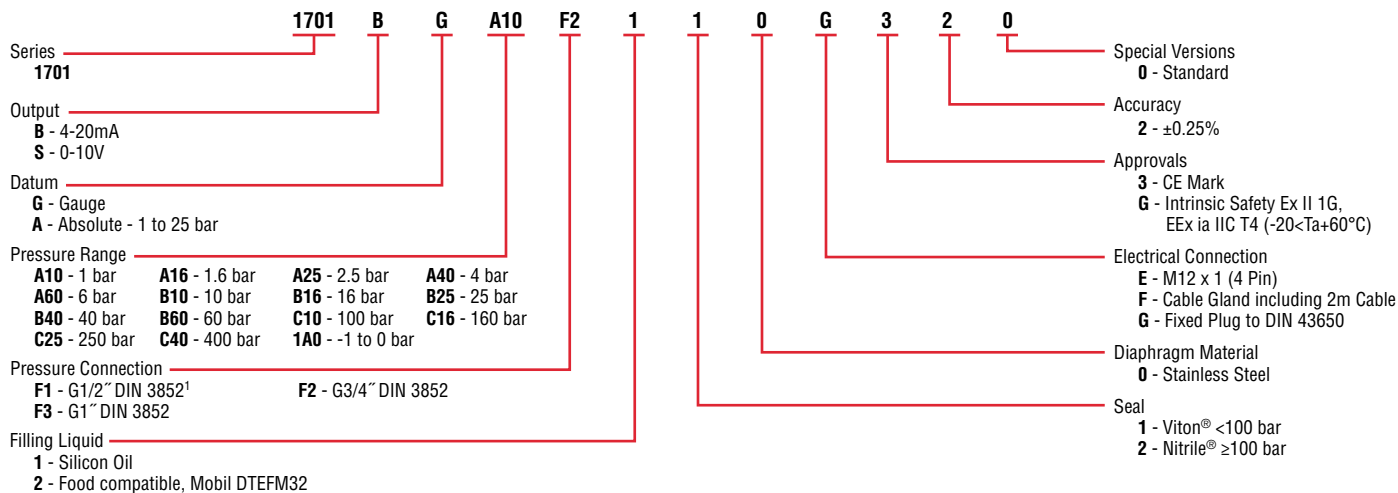 1701 B G A10 F2 1 1 0 G 3 2 0
Series
1701
Output
B - 4-20mA
S - 0-10V
Datum
G - Gauge
A - Absolute - 1 to 25 bar
Pressure Range
A10 - 1 bar A16 - 1.6 bar A25 - 2.5 bar A40 - 4 bar
A60 - 6 bar B10 - 10 bar B16 - 16 bar B25 - 25 bar
B40 - 40 bar B60 - 60 bar C10 - 100 bar C16 - 160 bar
C25 - 250 bar C40 - 400 bar 1A0 - -1 to 0 bar
Pressure Connection
F1 - G1/2˝ DIN 3852¹ F2 - G3/4˝ DIN 3852
F3 - G1˝ DIN 3852
Filling Liquid
1 - Silicon Oil
2 - Food compatible, Mobil DTEFM32
Special Versions
0 - Standard
Accuracy
2 - ±0.25%
Approvals
3 - CE Mark
G - Intrinsic Safety Ex II 1G,
EEx ia IIC T4 (-20<Ta+60°C)
Electrical Connection
E - M12 x 1 (4 Pin)
F - Cable Gland including 2m Cable
G - Fixed Plug to DIN 43650
Diaphragm Material
0 - Stainless Steel
Seal
1 - Viton® <100 bar
2 - Nitrile® ≥100 bar